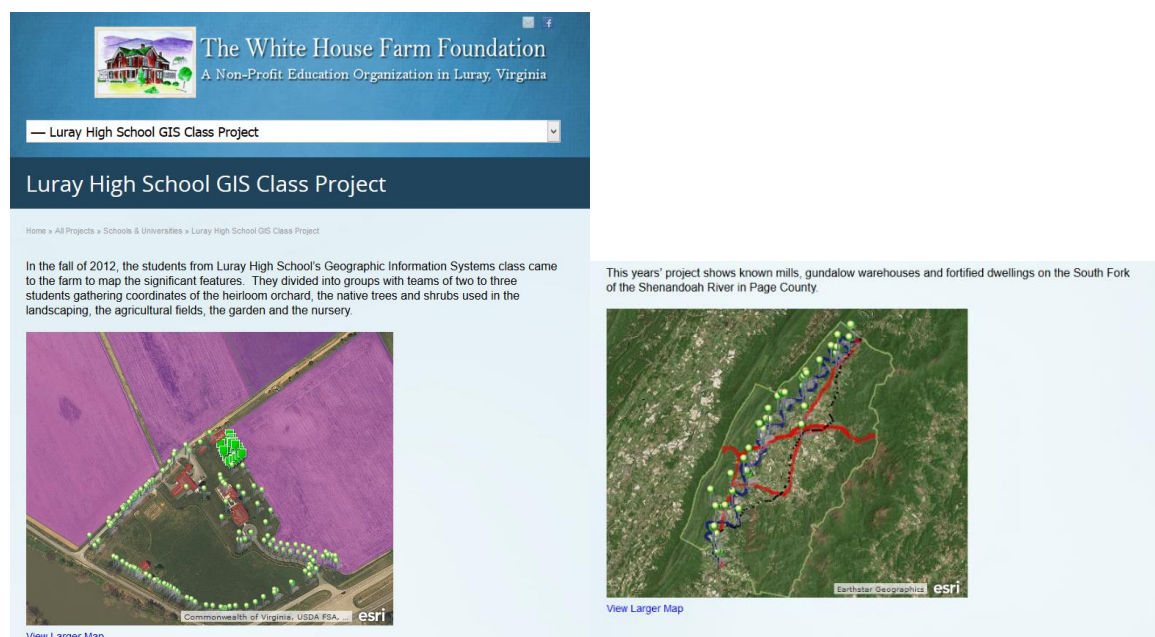 The White House Farm Foundation
A Non-Profit Education Organization in Luray, Virginia
— Luray High School GIS Class Project
Luray High School GIS Class Project
Home » All Projects » Schools & Universities » Luray High School GIS Class Project
In the fall of 2012, the students from Luray High School's Geographic Information Systems class came
to the farm to map the significant features. They divided into groups with teams of two to three
students gathering coordinates of the heirloom orchard, the native trees and shrubs used in the
landscaping, the agricultural fields, the garden and the nursery.
Commonwealth of Virginia, USDA FSA, ...
esri
View Larger Map
This years' project shows known mills, gundalow warehouses and fortified dwellings on the South Fork
of the Shenandoah River in Page County.
Earthstar Geographics
esri
View Larger Map